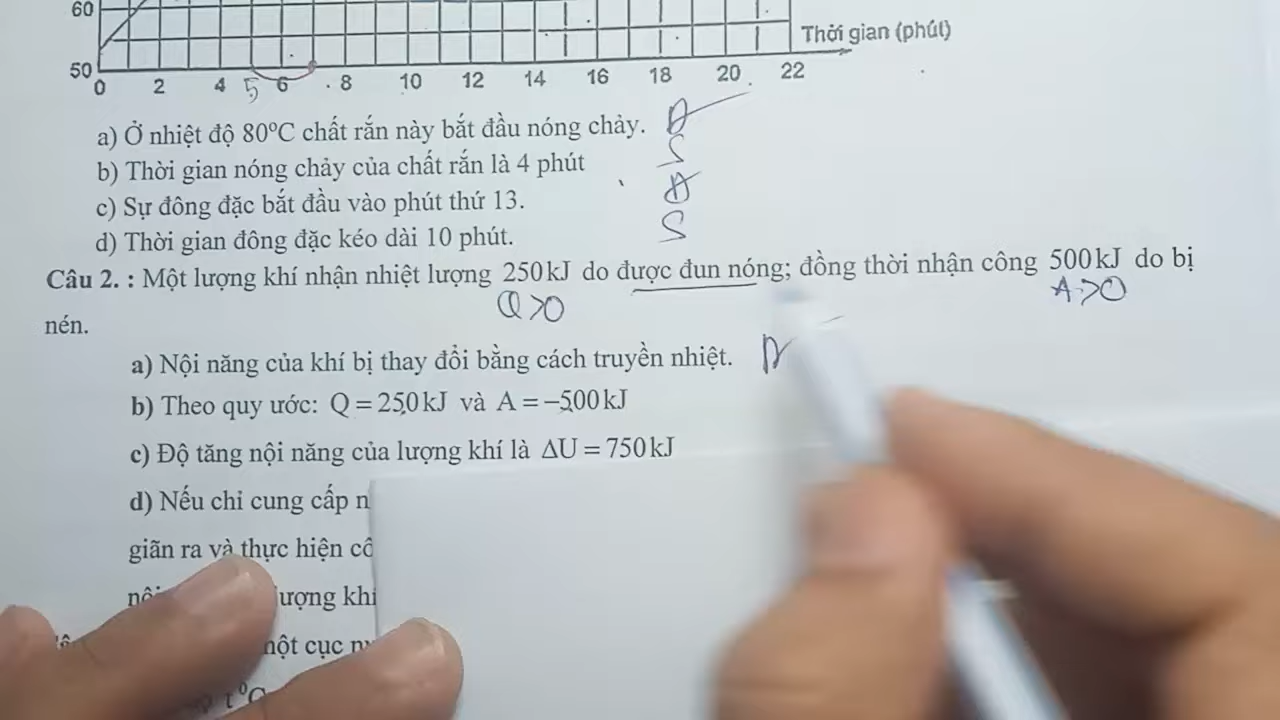 60
Thời gian (phút)
50
0 2 4 5 6 8 10 12 14 16 18 20 22
a) Ở nhiệt độ 80°C chất rắn này bắt đầu nóng chảy. Đ
b) Thời gian nóng chảy của chất rắn là 4 phút S
c) Sự đông đặc bắt đầu vào phút thứ 13. Đ
d) Thời gian đông đặc kéo dài 10 phút. S
Câu 2. : Một lượng khí nhận nhiệt lượng 250kJ do được đun nóng; đồng thời nhận công 500kJ do bị
Q>0 A>0
nén.
a) Nội năng của khí bị thay đổi bằng cách truyền nhiệt.
b) Theo quy ước: Q = 250kJ và A = −500kJ
c) Độ tăng nội năng của lượng khí là ΔU = 750kJ
d) Nếu chỉ cung cấp
giãn ra và thực hiện
lượng khí
một cục
t⁰C